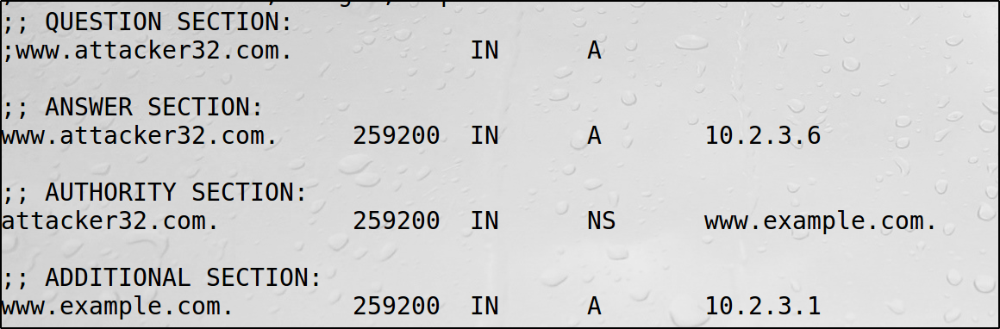 ;; QUESTION SECTION:
;www.attacker32.com. IN A
;; ANSWER SECTION:
www.attacker32.com. 259200 IN A 10.2.3.6
;; AUTHORITY SECTION:
attacker32.com. 259200 IN NS www.example.com.
;; ADDITIONAL SECTION:
www.example.com. 259200 IN A 10.2.3.1